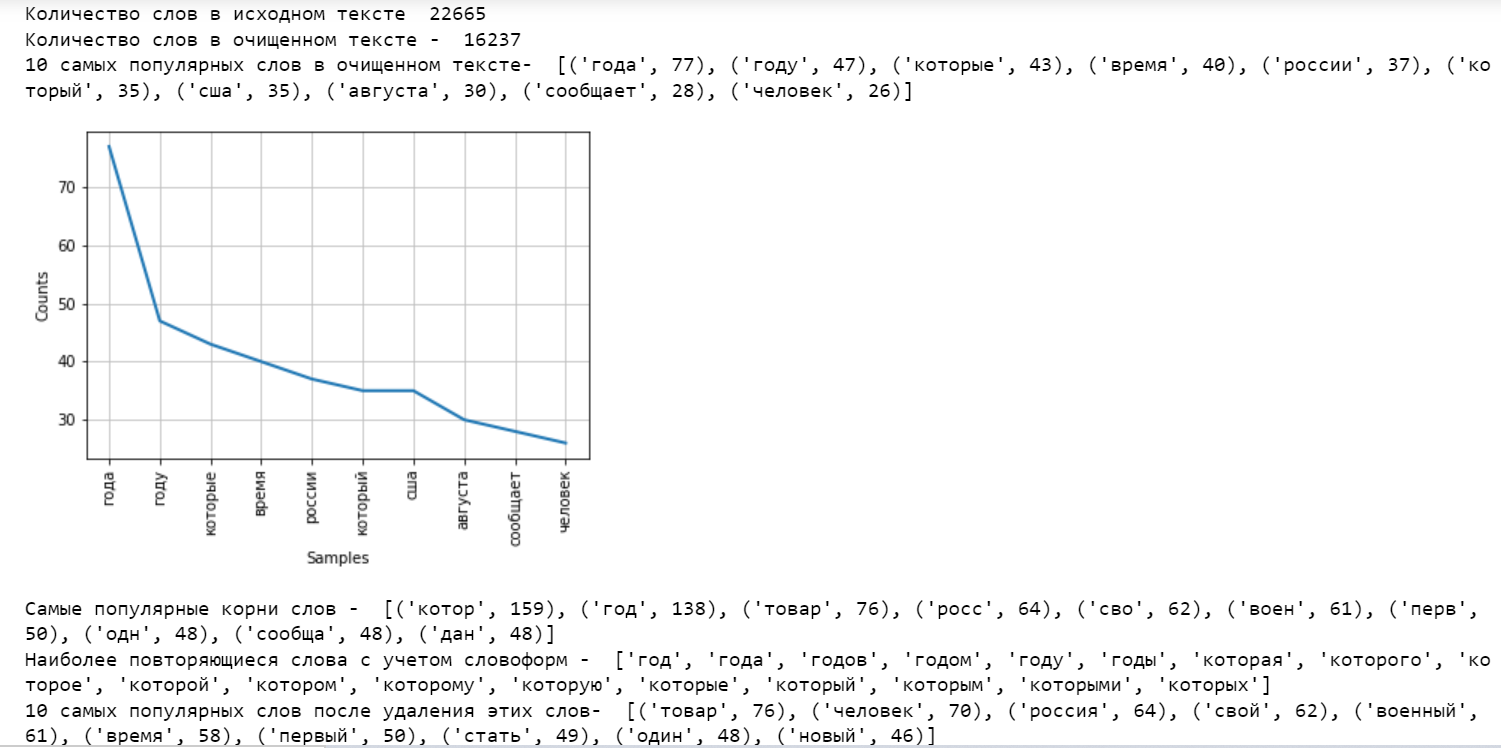 Количество слов в исходном тексте  22665
Количество слов в очищенном тексте -  16237
10 самых популярных слов в очищенном тексте-  [('года', 77), ('году', 47), ('которые', 43), ('время', 40), ('россии', 37), ('ко
торый', 35), ('сша', 35), ('августа', 30), ('сообщает', 28), ('человек', 26)]
70
60
50
40
30
Counts
года
году
которые
время
россии
который
сша
августа
сообщает
человек
Samples
Самые популярные корни слов -  [('котор', 159), ('год', 138), ('товар', 76), ('росс', 64), ('сво', 62), ('воен', 61), ('перв',
50), ('одн', 48), ('сообща', 48), ('дан', 48)]
Наиболее повторяющиеся слова с учетом словоформ -  ['год', 'года', 'годов', 'годом', 'году', 'годы', 'которая', 'которого', 'ко
торое', 'которой', 'котором', 'которому', 'которую', 'которые', 'который', 'которым', 'которыми', 'которых']
10 самых популярных слов после удаления этих слов-  [('товар', 76), ('человек', 70), ('россия', 64), ('свой', 62), ('военный',
61), ('время', 58), ('первый', 50), ('стать', 49), ('один', 48), ('новый', 46)]